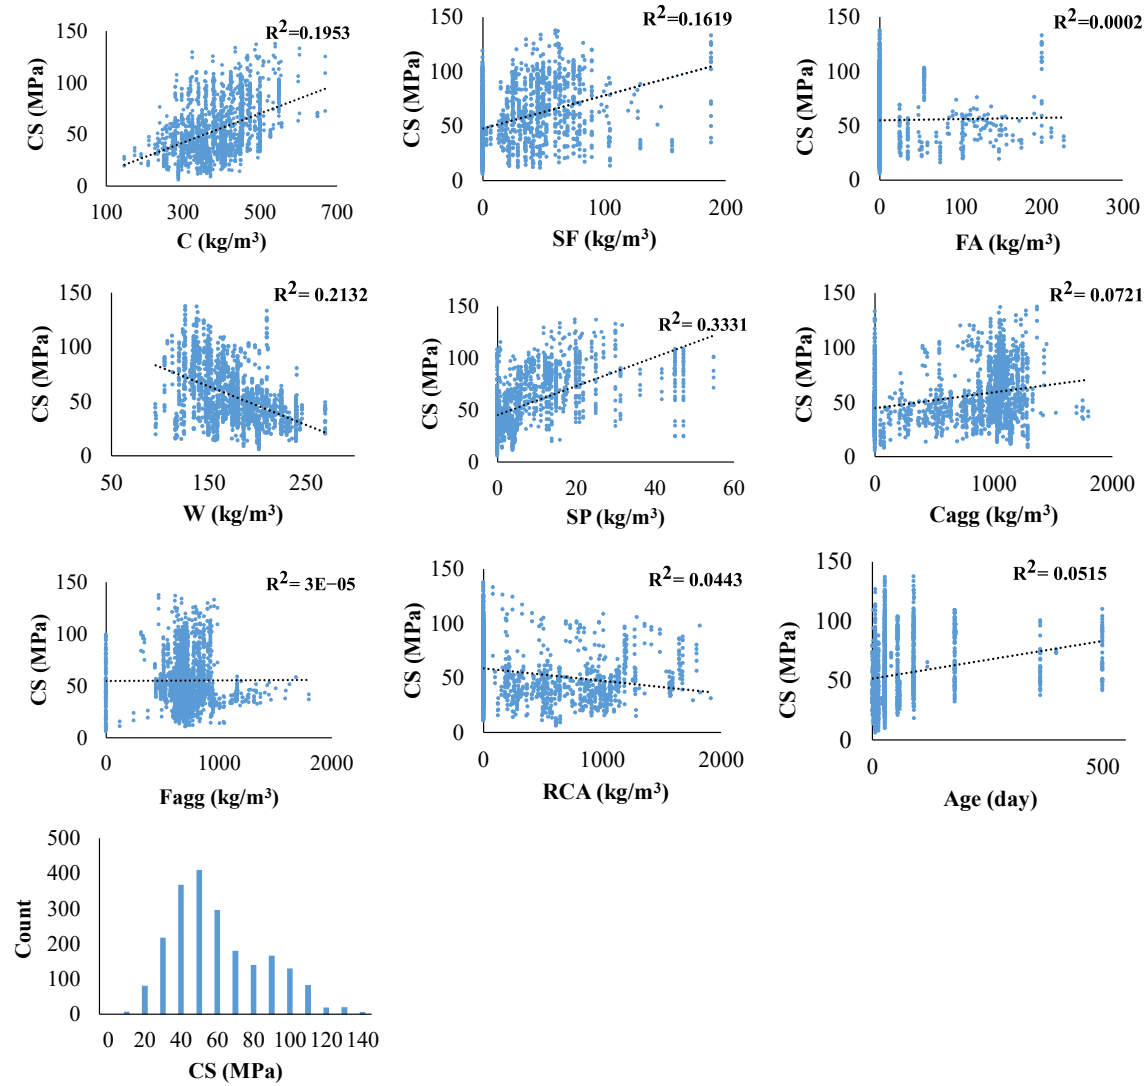 R²=0.1953
150
100
50
0
CS (MPa)
100 300 500 700
C (kg/m³)
R²=0.1619
150
100
50
0
CS (MPa)
0 100 200
SF (kg/m³)
R²=0.0002
150
100
50
0
CS (MPa)
0 100 200 300
FA (kg/m³)
R²= 0.2132
150
100
50
0
CS (MPa)
50 150 250
W (kg/m³)
R²= 0.3331
150
100
50
0
CS (MPa)
0 20 40 60
SP (kg/m³)
R²= 0.0721
150
100
50
0
CS (MPa)
0 1000 2000
Cagg (kg/m³)
R²= 3E−05
150
100
50
0
CS (MPa)
0 1000 2000
Fagg (kg/m³)
R²= 0.0443
150
100
50
0
CS (MPa)
0 1000 2000
RCA (kg/m³)
R²= 0.0515
150
100
50
0
CS (MPa)
0 500
Age (day)
500
400
300
200
100
0
Count
0 20 40 60 80 100 120 140
CS (MPa)